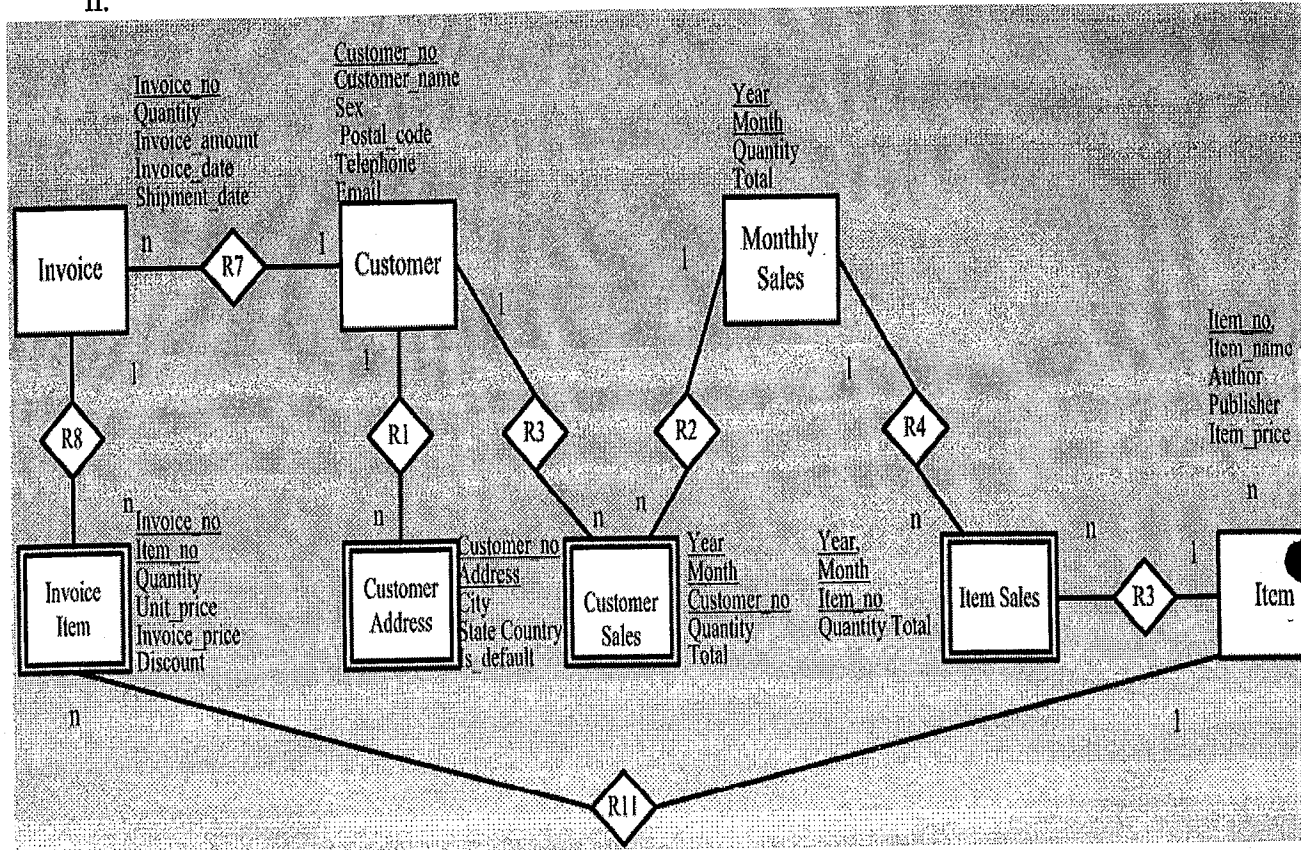 II.
Invoice_no
Quantity
Invoice_amount
Invoice_date
Shipment_date
Customer_no
Customer_name
Sex
Postal_code
Telephone
Email
Year
Month
Quantity
Total
Invoice
n
R7
1
Customer
1
1
Monthly
Sales
Item_no,
Item_name
Author
Publisher
Item_price
1
R8
1
R1
R3
R2
1
R4
n
Invoice_no
Item_no
Quantity
Unit_price
Invoice_price
Discount
Invoice
Item
n
Customer
Address
Customer_no
Address
City
State Country
Is_default
n
n
Customer
Sales
Year
Month
Customer_no
Quantity
Total
Year,
Month
Item_no
Quantity Total
n
Item Sales
n
R3
1
n
Item
n
R11
1